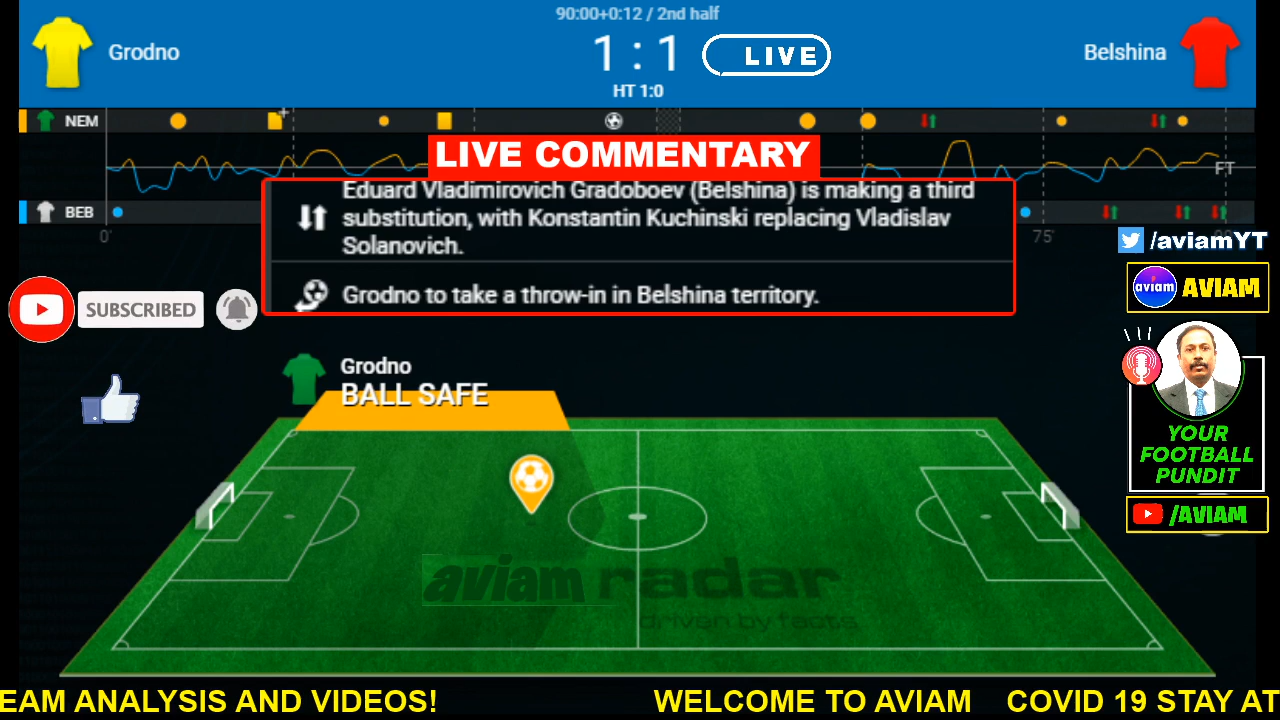 90:00+0:12 / 2nd half
Grodno
1 : 1
LIVE
Belshina
HT 1:0
NEM
LIVE COMMENTARY
FT
Eduard Vladimirovich Gradoboev (Belshina) is making a third
substitution, with Konstantin Kuchinski replacing Vladislav
Solanovich.
BEB
0'
75'
Grodno to take a throw-in in Belshina territory.
/aviamYT
aviam AVIAM
SUBSCRIBED
Grodno
BALL SAFE
YOUR
FOOTBALL
PUNDIT
/AVIAM
aviam radar
driven by facts
EAM ANALYSIS AND VIDEOS! WELCOME TO AVIAM COVID 19 STAY AT